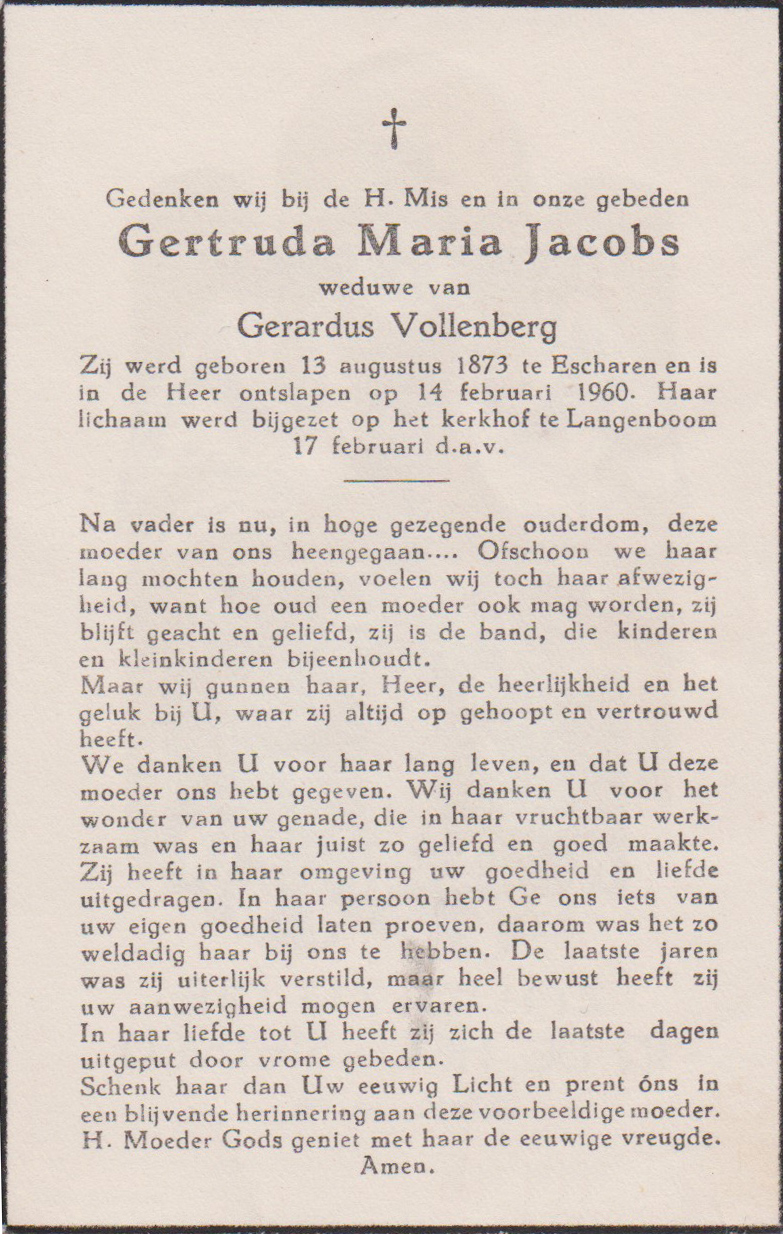 Gedenken wij bij de H. Mis en in onze gebeden
Gertruda Maria Jacobs
weduwe van
Gerardus Vollenberg
Zij werd geboren 13 augustus 1873 te Escharen en is
in de Heer ontslapen op 14 februari 1960. Haar
lichaam werd bijgezet op het kerkhof te Langenboom
17 februari d.a.v.
Na vader is nu, in hoge gezegende ouderdom, deze
moeder van ons heengegaan.... Ofschoon we haar
lang mochten houden, voelen wij toch haar afwezig-
heid, want hoe oud een moeder ook mag worden, zij
blijft geacht en geliefd, zij is de band, die kinderen
en kleinkinderen bijeenhoudt.
Maar wij gunnen haar, Heer, de heerlijkheid en het
geluk bij U, waar zij altijd op gehoopt en vertrouwd
heeft.
We danken U voor haar lang leven, en dat U deze
moeder ons hebt gegeven. Wij danken U voor het
wonder van uw genade, die in haar vruchtbaar werk-
zaam was en haar juist zo geliefd en goed maakte.
Zij heeft in haar omgeving uw goedheid en liefde
uitgedragen. In haar persoon hebt Ge ons iets van
uw eigen goedheid laten proeven, daarom was het zo
weldadig haar bij ons te hebben. De laatste jaren
was zij uiterlijk verstild, maar heel bewust heeft zij
uw aanwezigheid mogen ervaren.
In haar liefde tot U heeft zij zich de laatste dagen
uitgeput door vrome gebeden.
Schenk haar dan Uw eeuwig Licht en prent óns in
een blijvende herinnering aan deze voorbeeldige moeder.
H. Moeder Gods geniet met haar de eeuwige vreugde.
Amen.